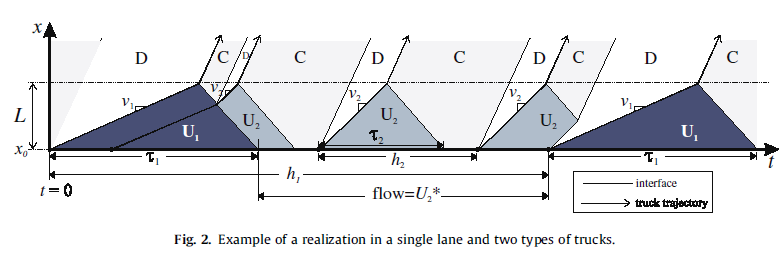 x
D C D C D C D C D C
v₁ v₂ v₂ v₂ v₁
L U₁ U₂ U₂ U₂ U₁
x₀ τ₁ τ₂ τ₁ t
h₂
h₁
t = 0 flow=U₂*
interface
truck trajectory
Fig. 2. Example of a realization in a single lane and two types of trucks.